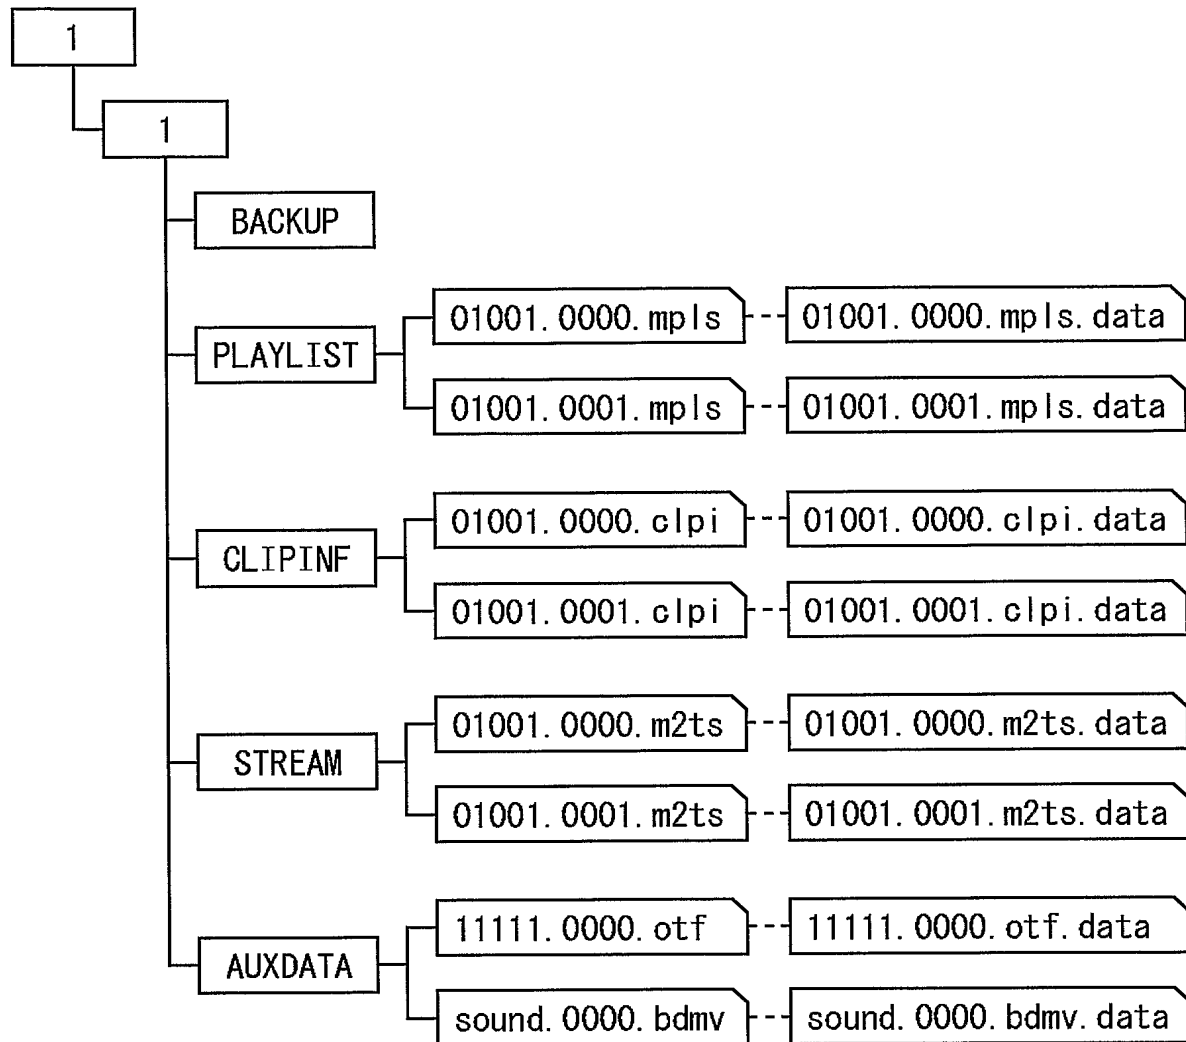 1
1
BACKUP
PLAYLIST
01001.0000.mpls
01001.0000.mpls.data
01001.0001.mpls
01001.0001.mpls.data
CLIPINF
01001.0000.clpi
01001.0000.clpi.data
01001.0001.clpi
01001.0001.clpi.data
STREAM
01001.0000.m2ts
01001.0000.m2ts.data
01001.0001.m2ts
01001.0001.m2ts.data
AUXDATA
11111.0000.otf
11111.0000.otf.data
sound.0000.bdmv
sound.0000.bdmv.data